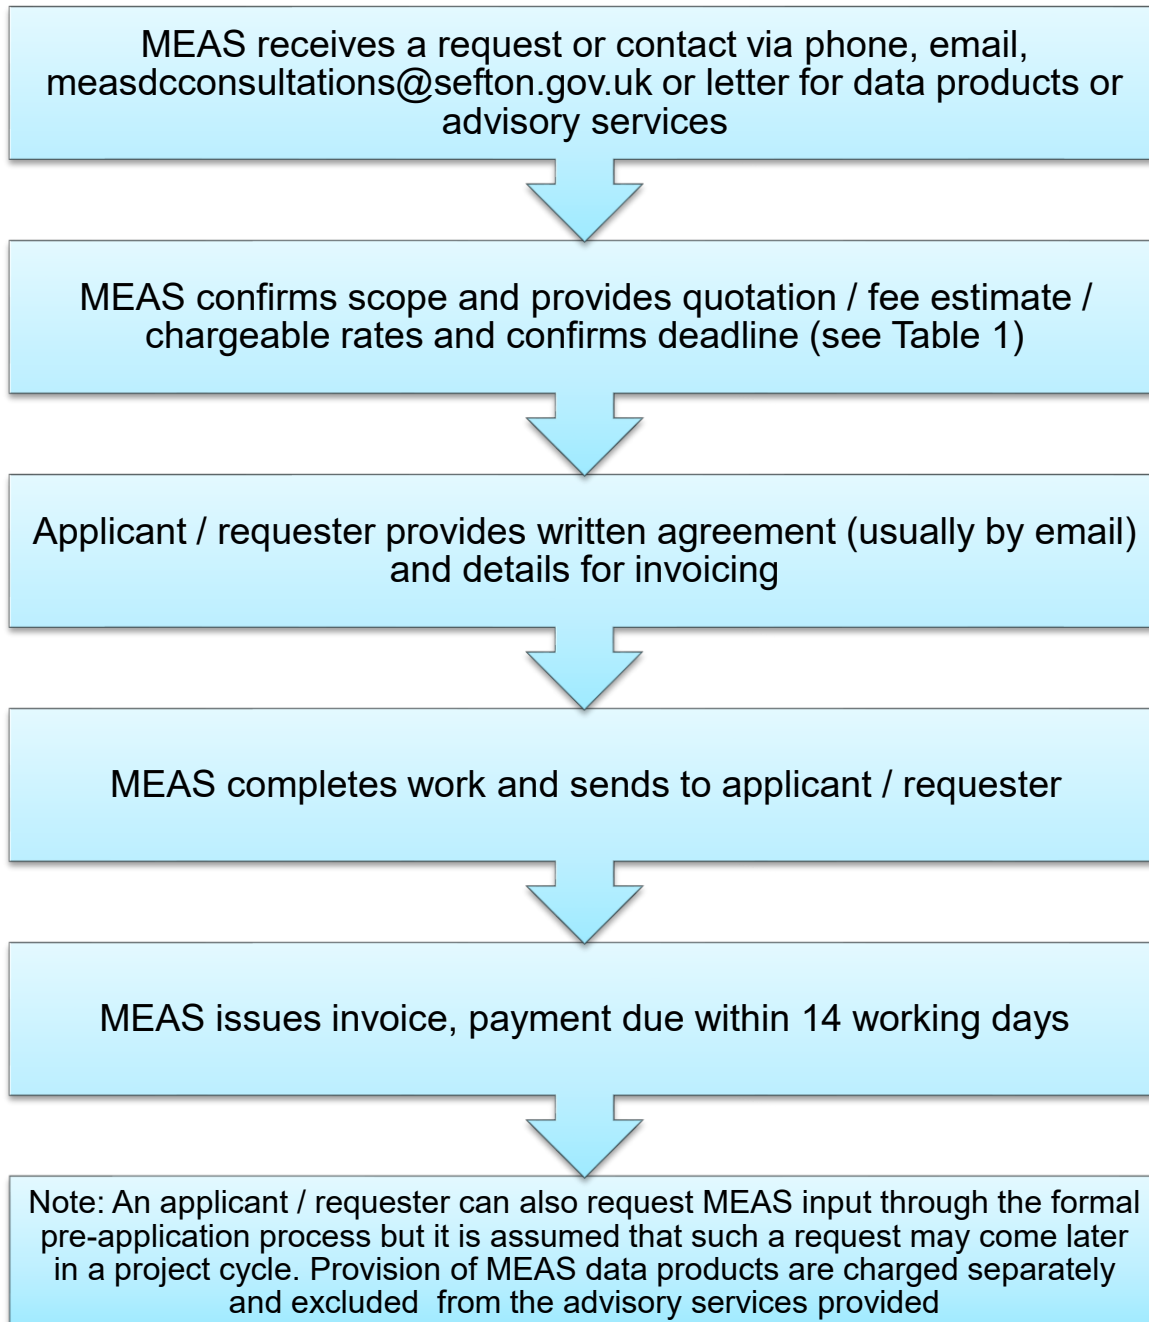 MEAS receives a request or contact via phone, email,
measdcconsultations@sefton.gov.uk or letter for data products or
advisory services
MEAS confirms scope and provides quotation / fee estimate /
chargeable rates and confirms deadline (see Table 1)
Applicant / requester provides written agreement (usually by email)
and details for invoicing
MEAS completes work and sends to applicant / requester
MEAS issues invoice, payment due within 14 working days
Note: An applicant / requester can also request MEAS input through the formal
pre-application process but it is assumed that such a request may come later
in a project cycle. Provision of MEAS data products are charged separately
and excluded  from the advisory services provided